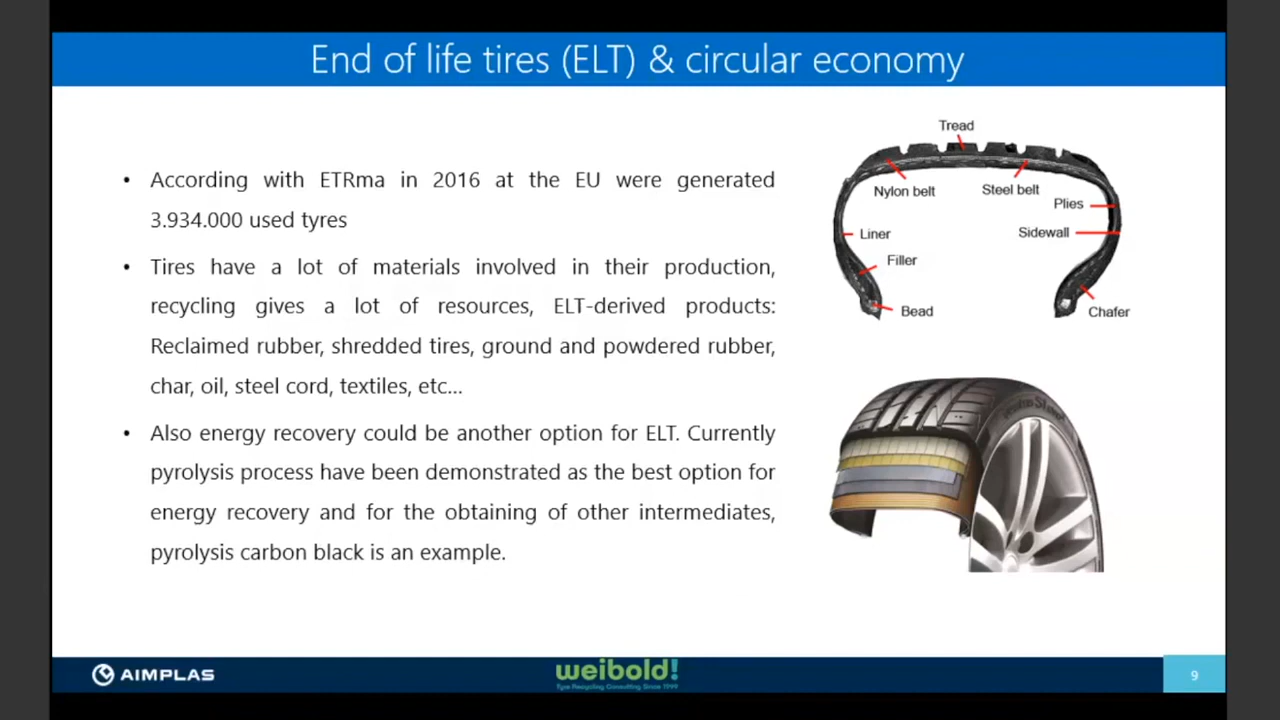 End of life tires (ELT) & circular economy
• According with ETRma in 2016 at the EU were generated
3.934.000 used tyres
• Tires have a lot of materials involved in their production,
recycling gives a lot of resources, ELT-derived products:
Reclaimed rubber, shredded tires, ground and powdered rubber,
char, oil, steel cord, textiles, etc...
• Also energy recovery could be another option for ELT. Currently
pyrolysis process have been demonstrated as the best option for
energy recovery and for the obtaining of other intermediates,
pyrolysis carbon black is an example.
Tread
Nylon belt
Steel belt
Plies
Liner
Sidewall
Filler
Bead
Chafer
AIMPLAS
weibold!
Tyre Recycling Consulting Since 1999
9